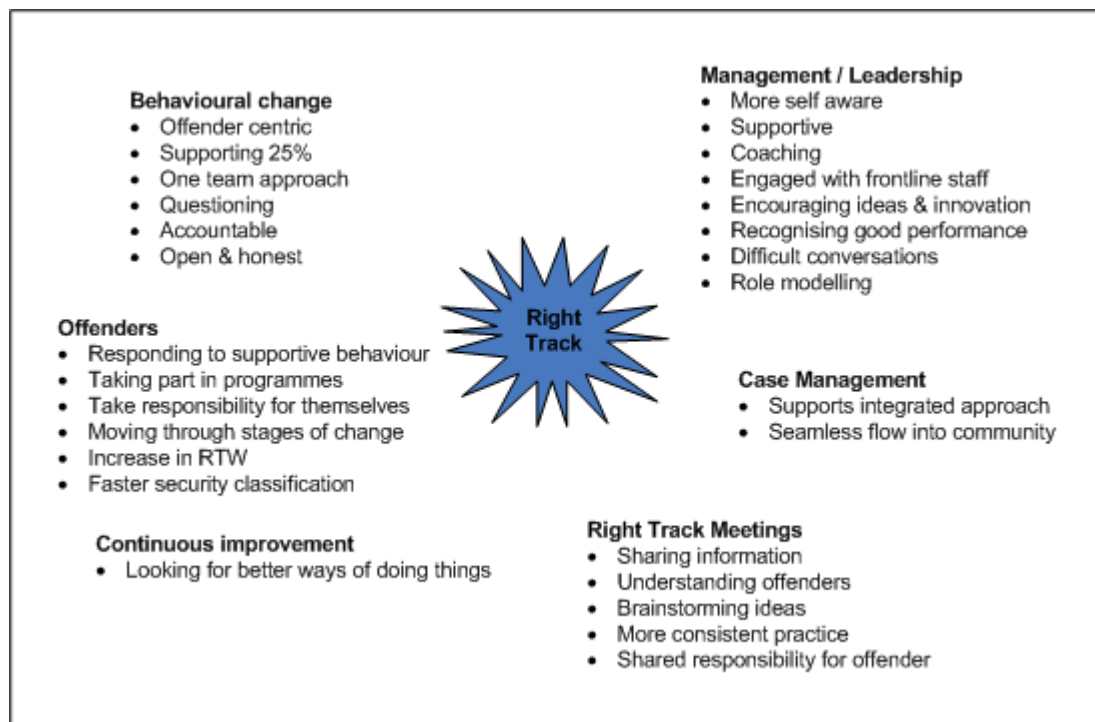 Behavioural change
• Offender centric
• Supporting 25%
• One team approach
• Questioning
• Accountable
• Open & honest
Management / Leadership
• More self aware
• Supportive
• Coaching
• Engaged with frontline staff
• Encouraging ideas & innovation
• Recognising good performance
• Difficult conversations
• Role modelling
Right
Track
Offenders
• Responding to supportive behaviour
• Taking part in programmes
• Take responsibility for themselves
• Moving through stages of change
• Increase in RTW
• Faster security classification
Case Management
• Supports integrated approach
• Seamless flow into community
Continuous improvement
• Looking for better ways of doing things
Right Track Meetings
• Sharing information
• Understanding offenders
• Brainstorming ideas
• More consistent practice
• Shared responsibility for offender